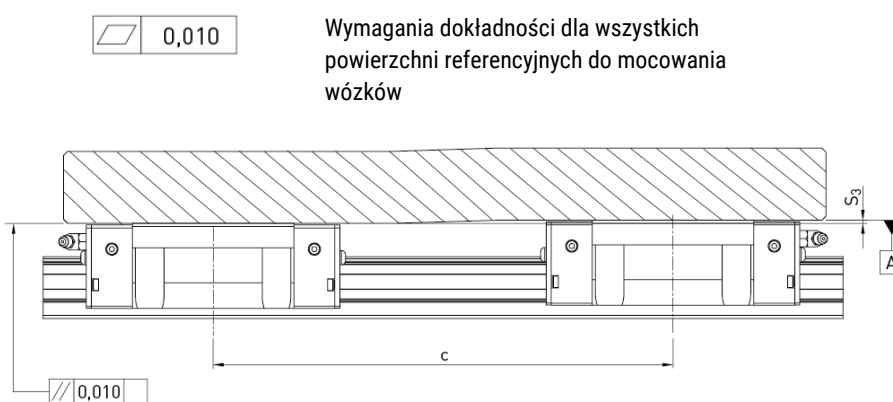 0,010
Wymagania dokładności dla wszystkich
powierzchni referencyjnych do mocowania
wózków
S₃
A
c
// 0,010